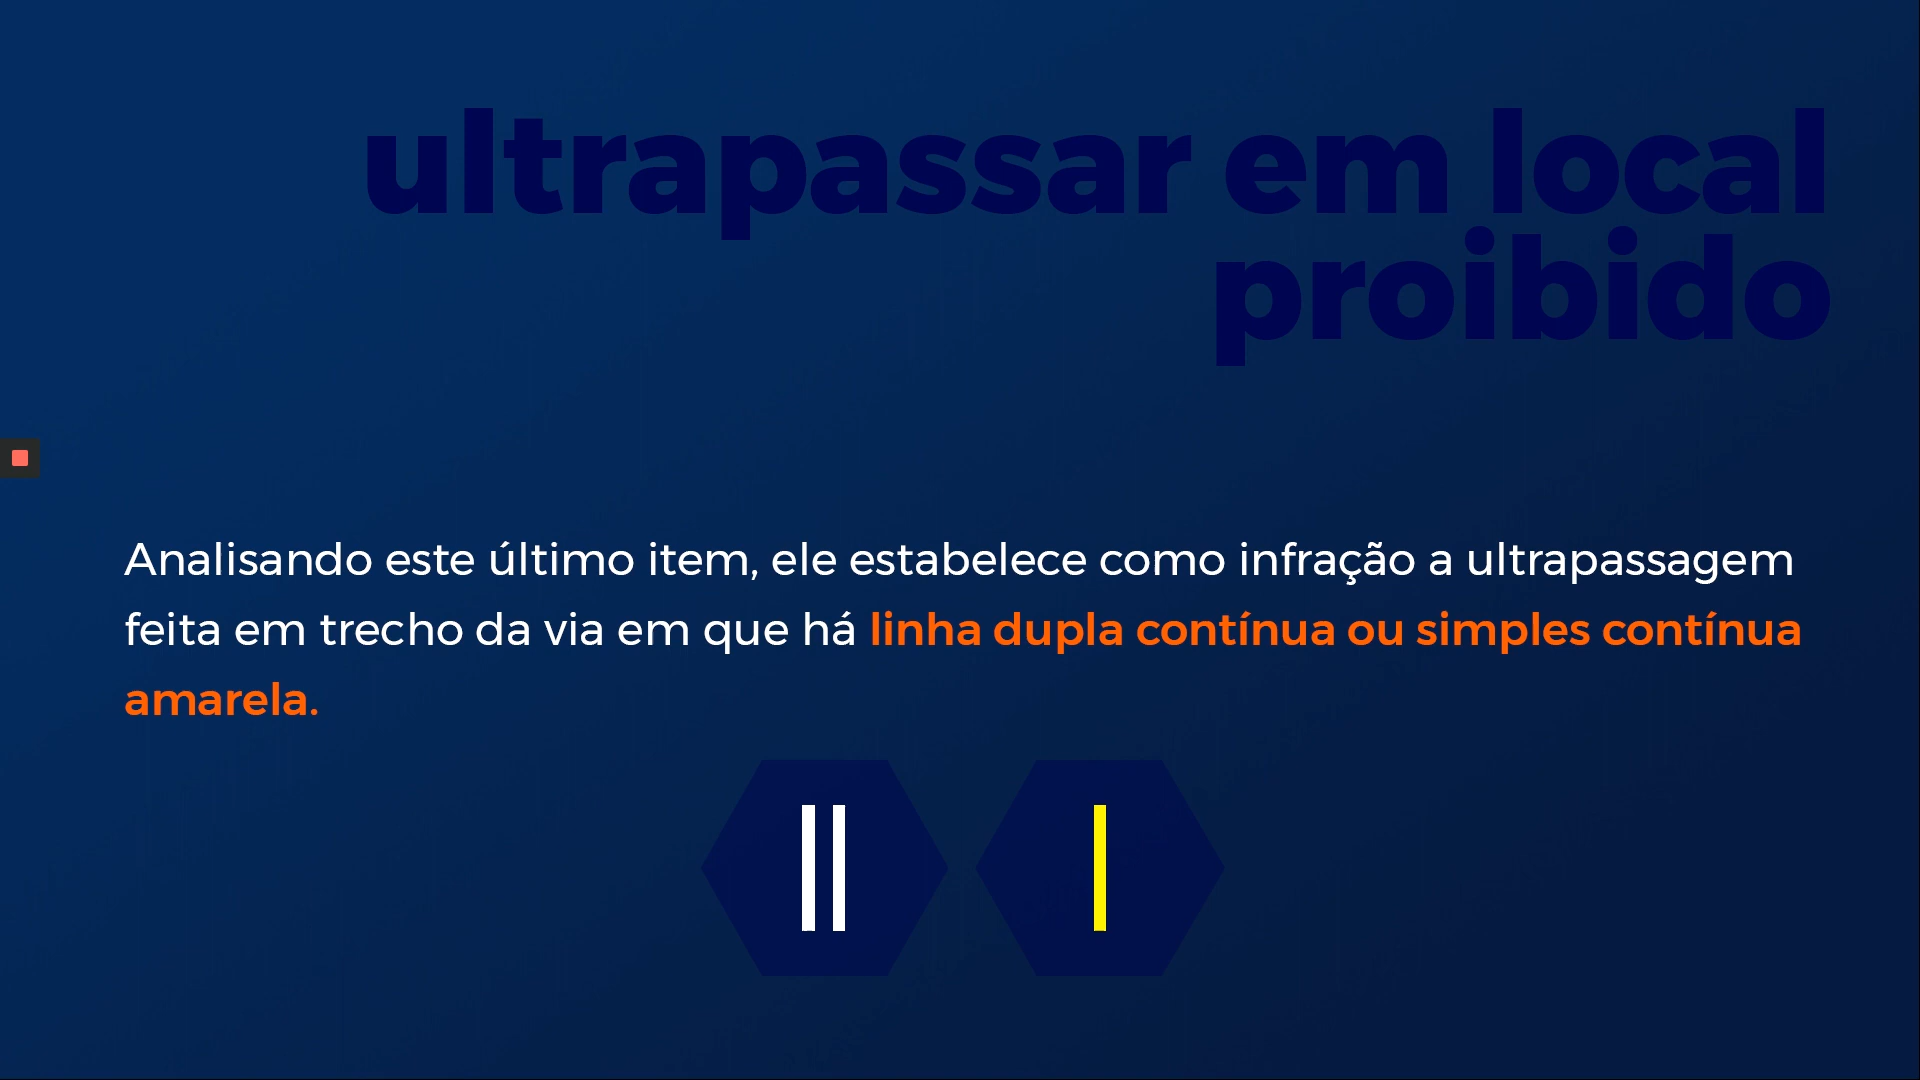 ultrapassar em local
proibido
Analisando este último item, ele estabelece como infração a ultrapassagem
feita em trecho da via em que há linha dupla contínua ou simples contínua
amarela.